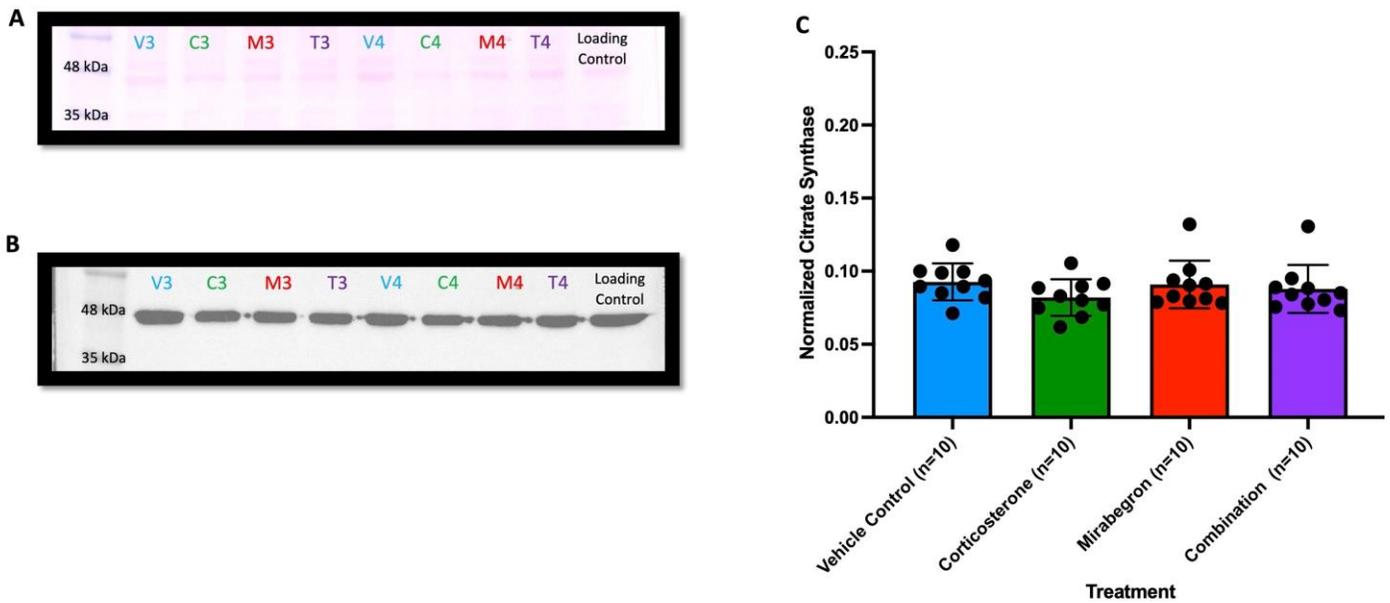 A
V3 C3 M3 T3 V4 C4 M4 T4 Loading
Control
48 kDa
35 kDa
B
V3 C3 M3 T3 V4 C4 M4 T4 Loading
Control
48 kDa
35 kDa
C
Normalized Citrate Synthase
0.25
0.20
0.15
0.10
0.05
0.00
Vehicle Control (n=10)
Corticosterone (n=10)
Mirabegron (n=10)
Combination (n=10)
Treatment